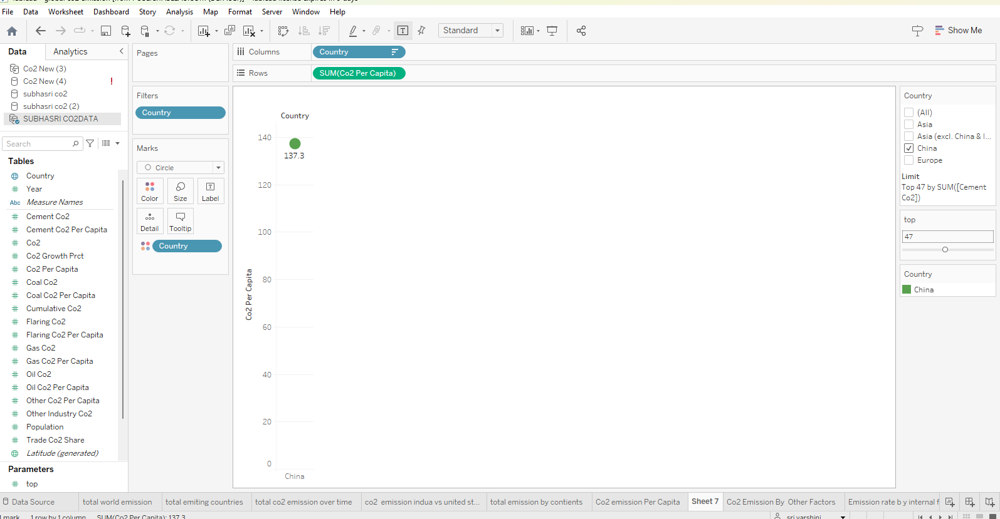 File Data Worksheet Dashboard Story Analysis Map Format Server Window Help
Standard
Show Me
Data Analytics
Co2 New (3)
Co2 New (4) !
subhasri co2
subhasri co2 (2)
SUBHASRI CO2DATA
Search
Tables
Country
Year
Abc Measure Names
Cement Co2
Cement Co2 Per Capita
Co2
Co2 Growth Prct
Co2 Per Capita
Coal Co2
Coal Co2 Per Capita
Cumulative Co2
Flaring Co2
Flaring Co2 Per Capita
Gas Co2
Gas Co2 Per Capita
Oil Co2
Oil Co2 Per Capita
Other Co2 Per Capita
Other Industry Co2
Population
Trade Co2 Share
Latitude (generated)
Parameters
top
Pages
Filters
Country
Marks
Circle
Color Size Label
Detail Tooltip
Country
Columns Country
Rows SUM(Co2 Per Capita)
Country
140
137.3
120
100
80
60
40
20
0
Co2 Per Capita
China
Country
(All)
Asia
Asia (excl. China & I...
China
Europe
Limit
Top 47 by SUM([Cement
Co2])
top
47
Country
China
Data Source total world emission total emiting countries total co2 emission over time co2 emission indua vs united st... total emission by contients Co2 emission Per Capita Sheet 7 Co2 Emission By Other Factors Emission rate b y internal f
1 mark 1 row by 1 column SUM(Co2 Per Capita): 137.3 sri varshini